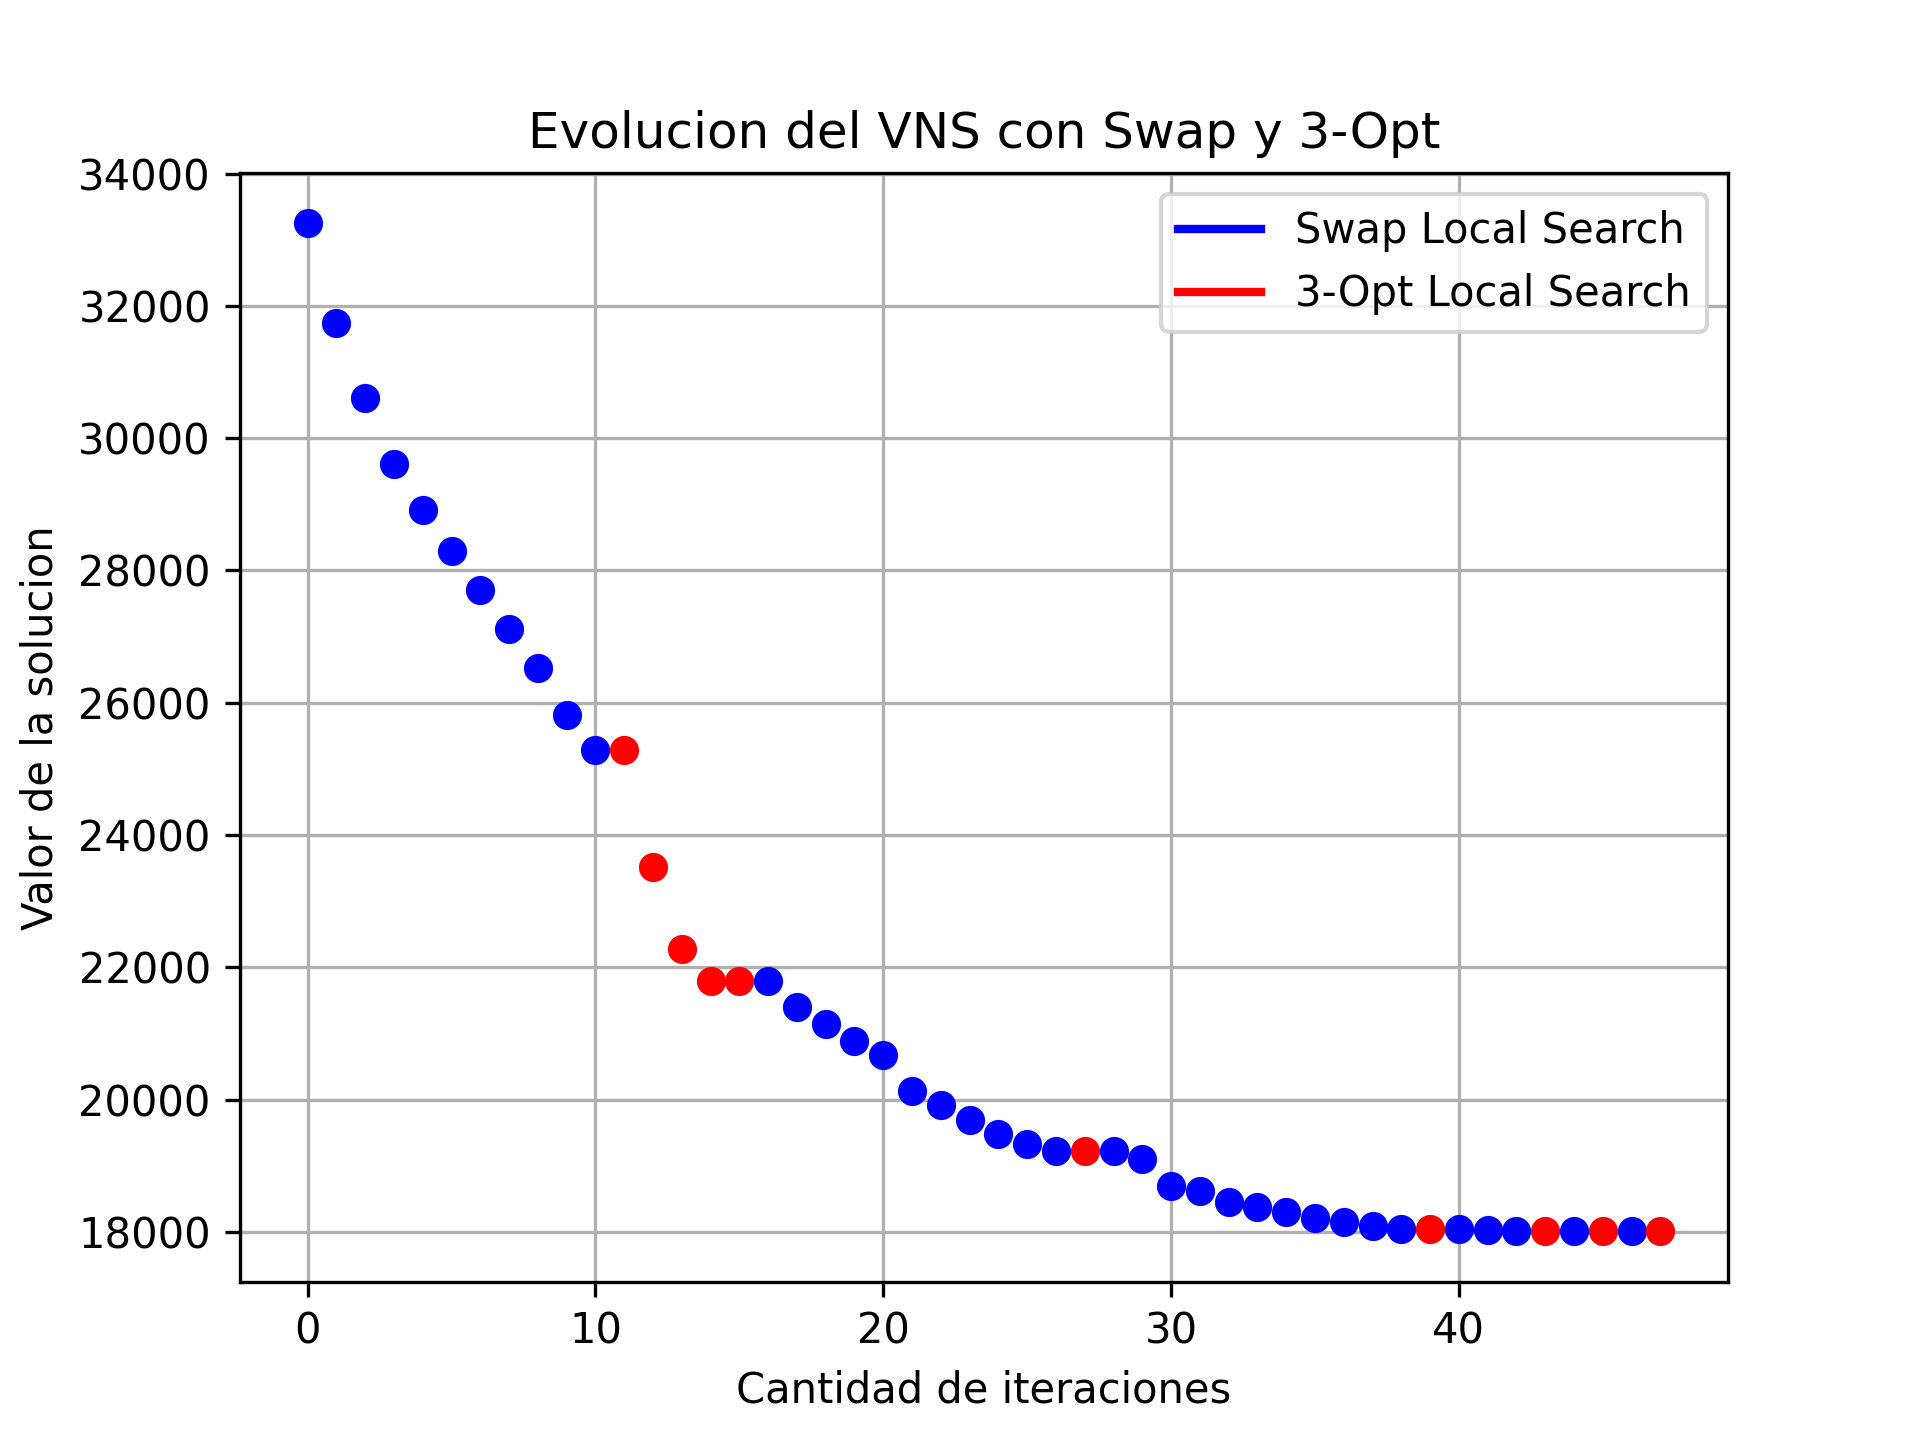 Evolucion del VNS con Swap y 3-Opt
34000
32000
30000
28000
26000
24000
22000
20000
18000
Valor de la solucion
Swap Local Search
3-Opt Local Search
0 10 20 30 40
Cantidad de iteraciones